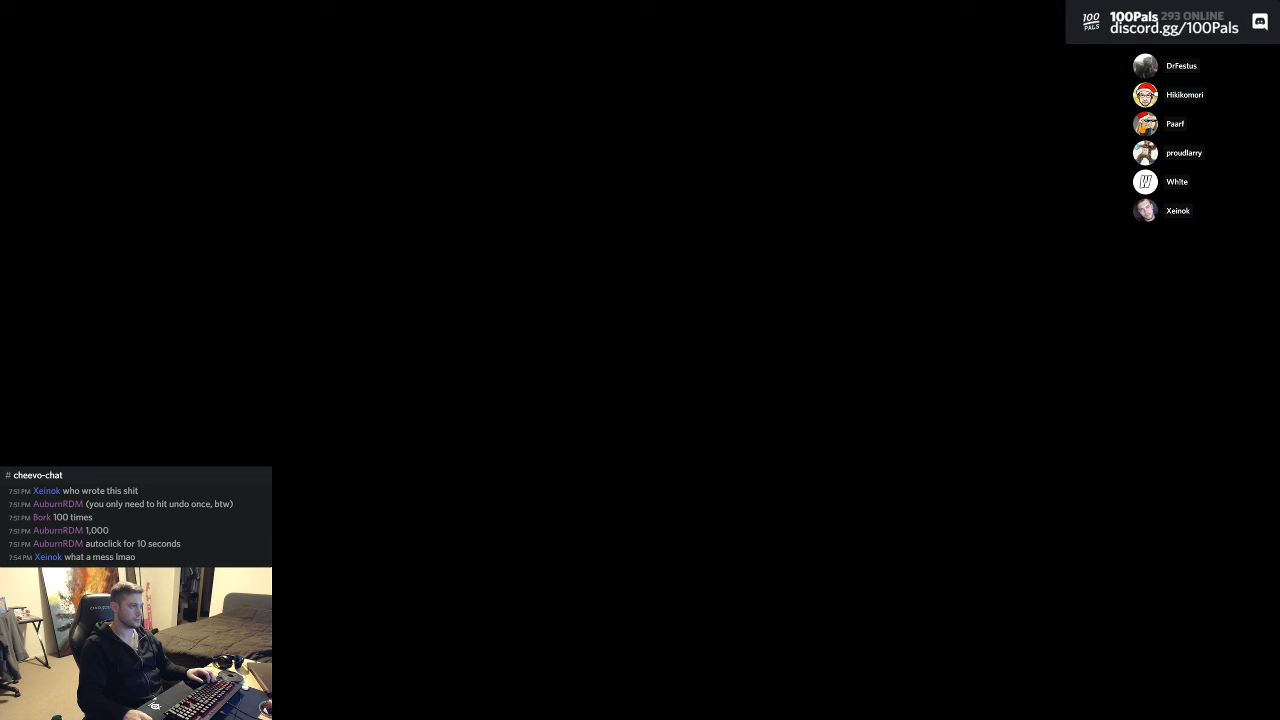 100
PALS
100Pals 293 ONLINE
discord.gg/100Pals
DrFestus
Hikikomori
Paarf
proudlarry
White
Xeinok
# cheevo-chat
7:51 PM Xeinok who wrote this shit
7:51 PM AuburnRDM (you only need to hit undo once, btw)
7:51 PM Bork 100 times
7:51 PM AuburnRDM 1,000
7:51 PM AuburnRDM autoclick for 10 seconds
7:54 PM Xeinok what a mess lmao